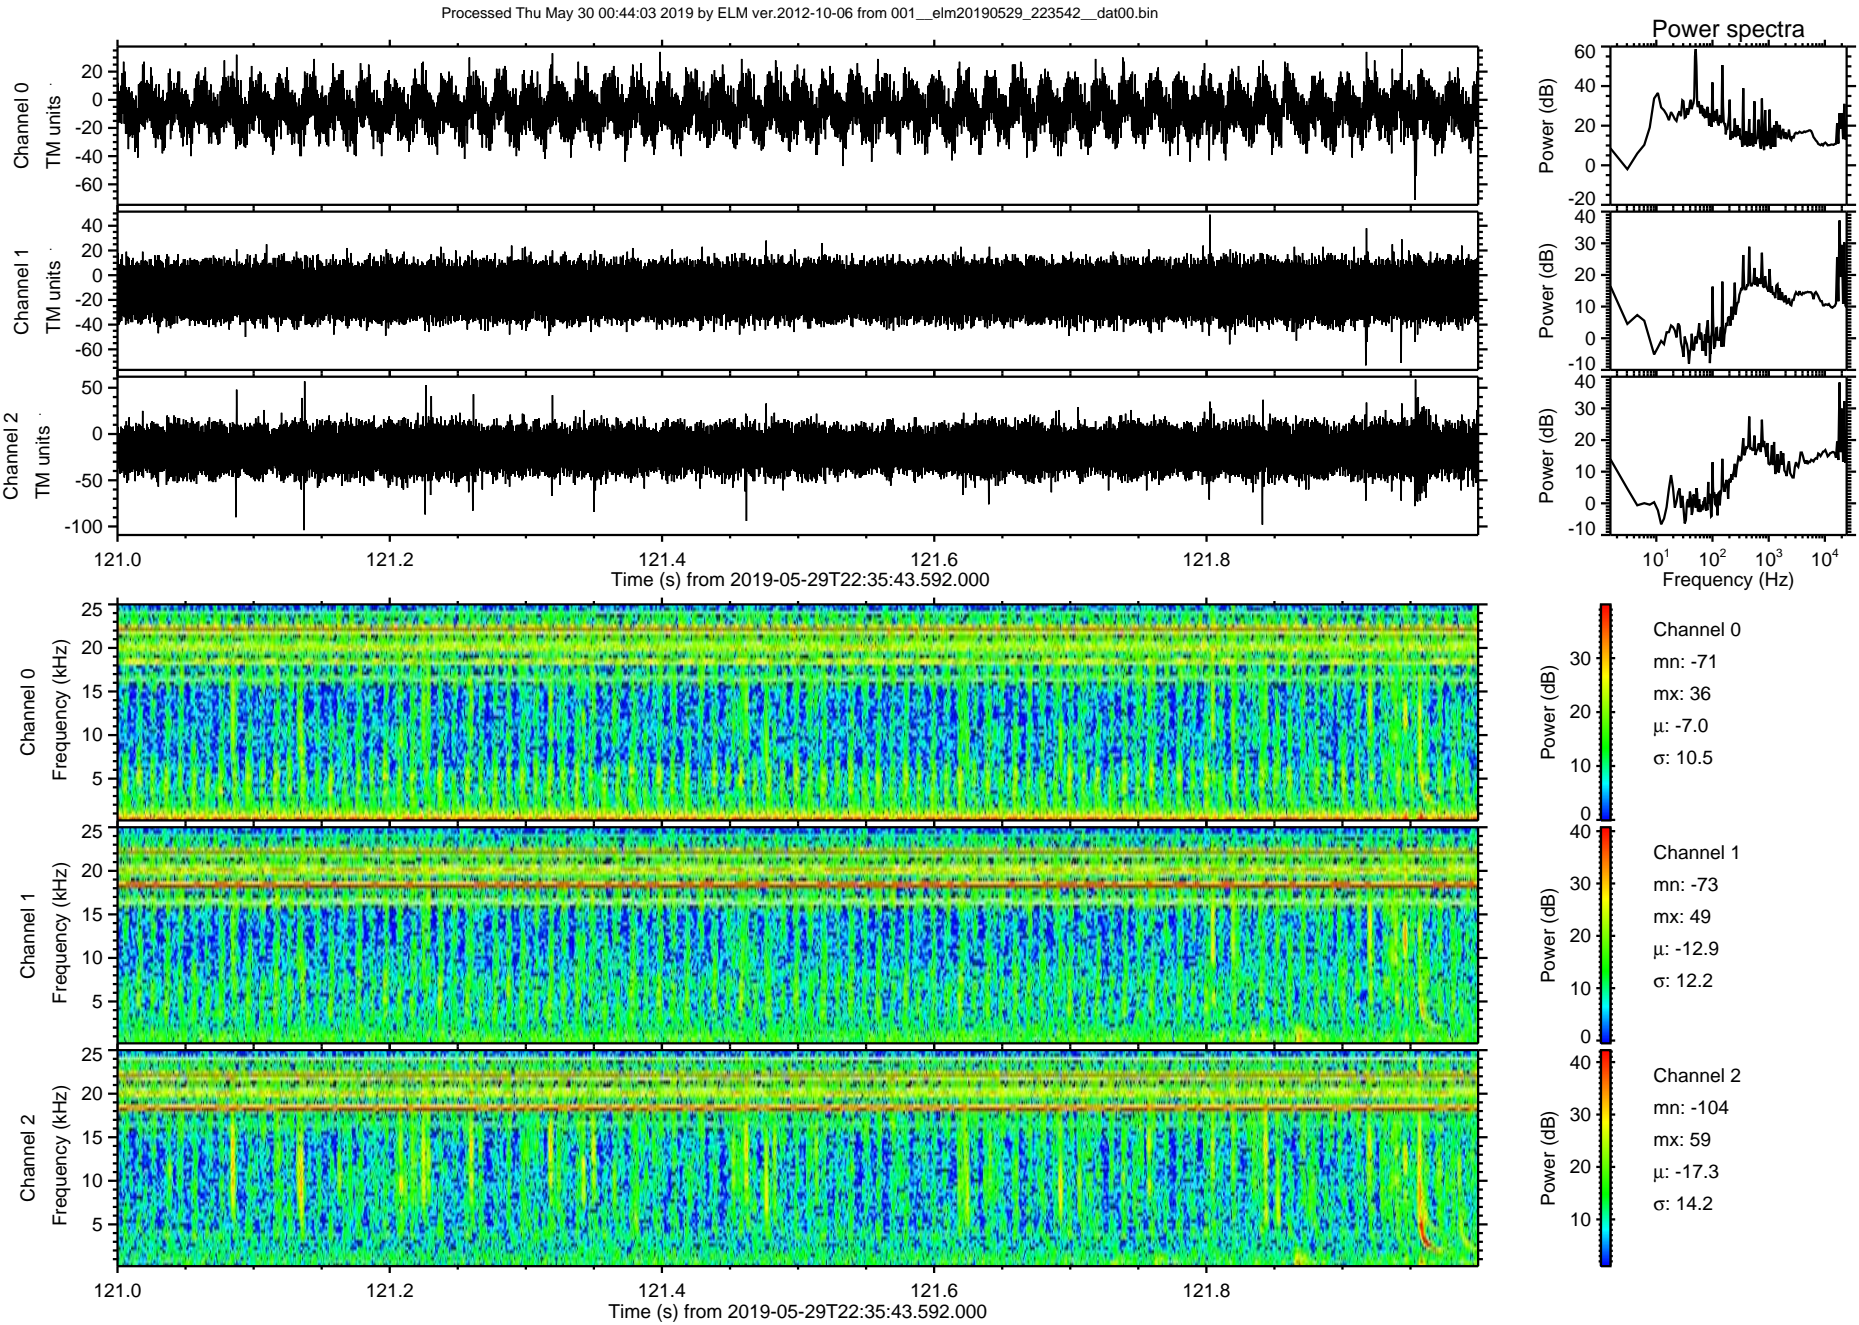 Processed Thu May 30 00:44:03 2019 by ELM ver.2012-10-06 from 001__elm20190529_223542__dat00.bin
Power spectra
Channel 0
TM units
20
0
-20
-40
-60
Power (dB)
60
40
20
0
-20
Channel 1
TM units
40
20
0
-20
-40
-60
Power (dB)
40
30
20
10
0
-10
Channel 2
TM units
50
0
-50
-100
Power (dB)
40
30
20
10
0
-10
121.0
121.2
121.4
121.6
121.8
Time (s) from 2019-05-29T22:35:43.592.000
10¹
10²
10³
10⁴
Frequency (Hz)
Channel 0
Frequency (kHz)
25
20
15
10
5
Power (dB)
30
20
10
0
Channel 0
mn: -71
mx: 36
μ: -7.0
σ: 10.5
Channel 1
Frequency (kHz)
25
20
15
10
5
Power (dB)
40
30
20
10
0
Channel 1
mn: -73
mx: 49
μ: -12.9
σ: 12.2
Channel 2
Frequency (kHz)
25
20
15
10
5
Power (dB)
40
30
20
10
Channel 2
mn: -104
mx: 59
μ: -17.3
σ: 14.2
121.0
121.2
121.4
121.6
121.8
Time (s) from 2019-05-29T22:35:43.592.000